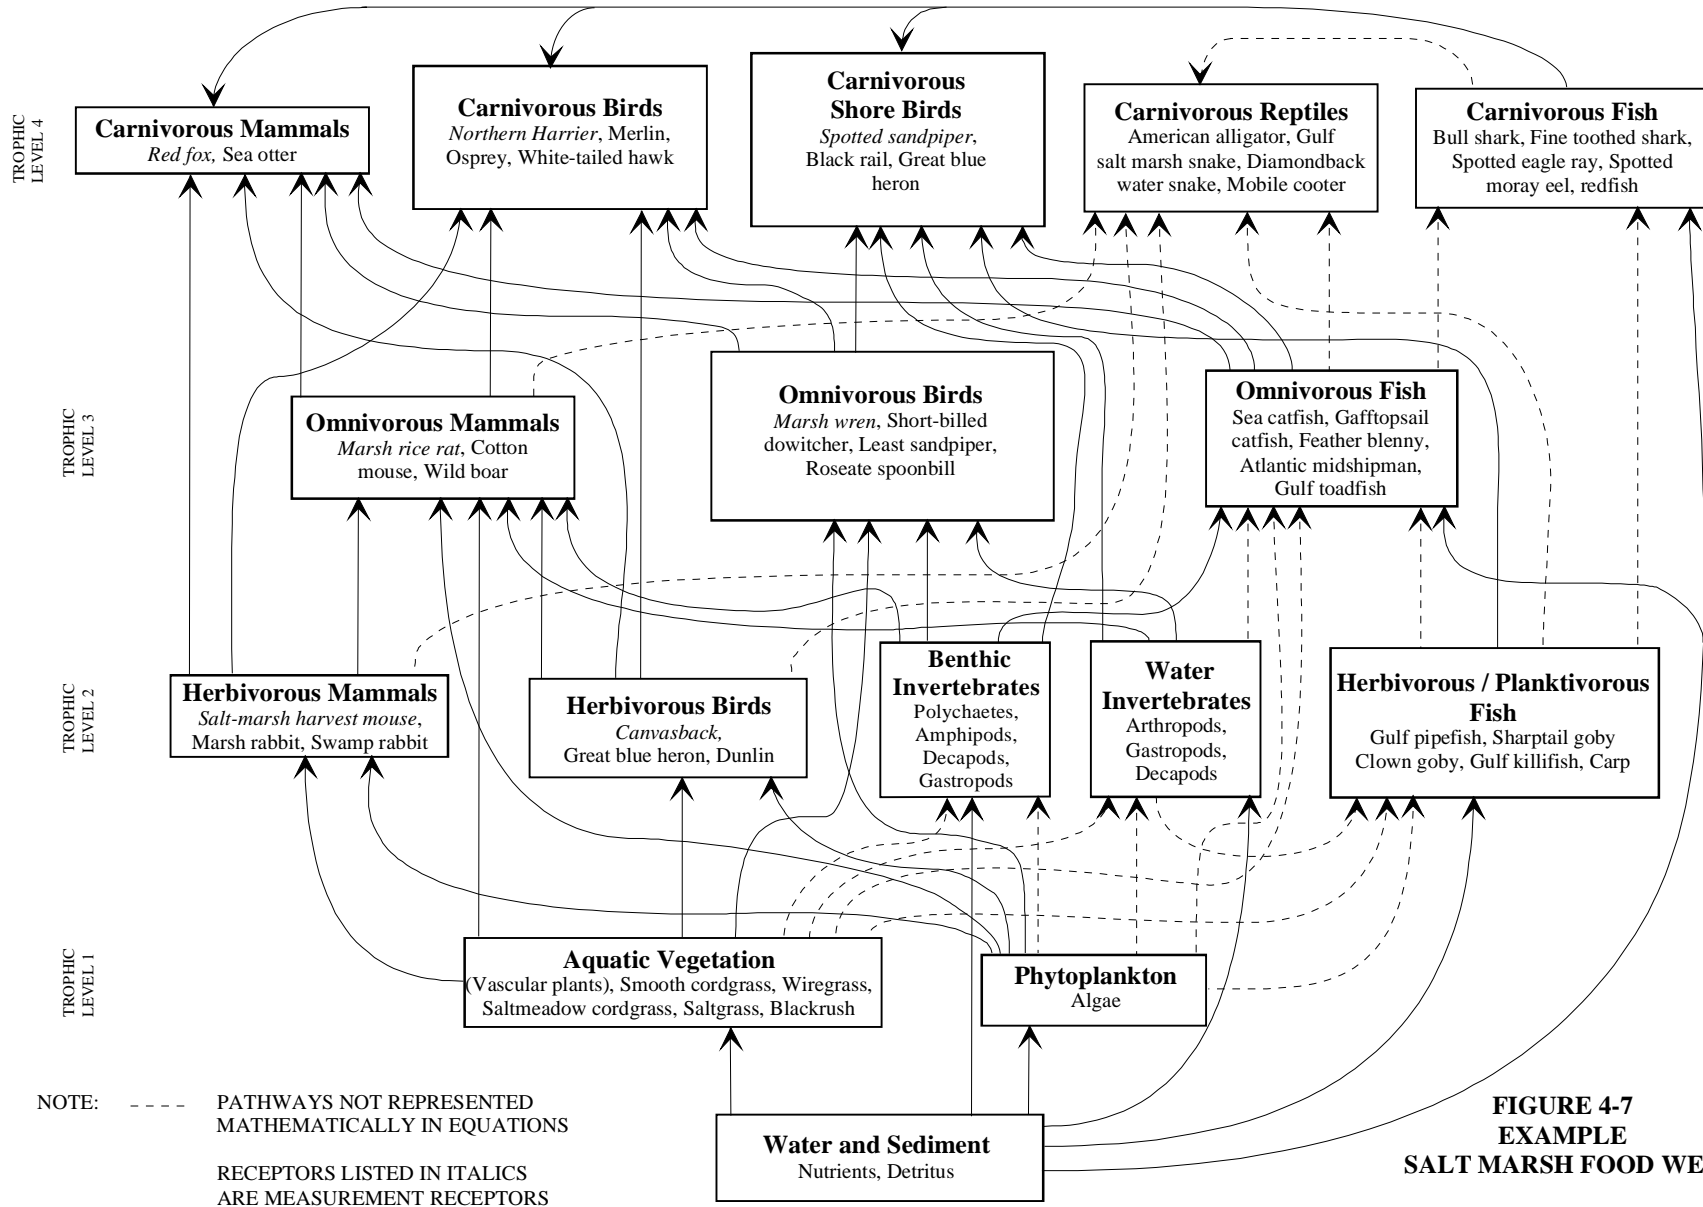 TROPHIC
LEVEL 4
Carnivorous Mammals
Red fox, Sea otter
Carnivorous Birds
Northern Harrier, Merlin,
Osprey, White-tailed hawk
Carnivorous
Shore Birds
Spotted sandpiper,
Black rail, Great blue
heron
Carnivorous Reptiles
American alligator, Gulf
salt marsh snake, Diamondback
water snake, Mobile cooter
Carnivorous Fish
Bull shark, Fine toothed shark,
Spotted eagle ray, Spotted
moray eel, redfish
TROPHIC
LEVEL 3
Omnivorous Mammals
Marsh rice rat, Cotton
mouse, Wild boar
Omnivorous Birds
Marsh wren, Short-billed
dowitcher, Least sandpiper,
Roseate spoonbill
Omnivorous Fish
Sea catfish, Gafftopsail
catfish, Feather blenny,
Atlantic midshipman,
Gulf toadfish
TROPHIC
LEVEL 2
Herbivorous Mammals
Salt-marsh harvest mouse,
Marsh rabbit, Swamp rabbit
Herbivorous Birds
Canvasback,
Great blue heron, Dunlin
Benthic
Invertebrates
Polychaetes,
Amphipods,
Decapods,
Gastropods
Water
Invertebrates
Arthropods,
Gastropods,
Decapods
Herbivorous / Planktivorous
Fish
Gulf pipefish, Sharptail goby
Clown goby, Gulf killifish, Carp
TROPHIC
LEVEL 1
Aquatic Vegetation
(Vascular plants), Smooth cordgrass, Wiregrass,
Saltmeadow cordgrass, Saltgrass, Blackrush
Phytoplankton
Algae
Water and Sediment
Nutrients, Detritus
NOTE: ---- PATHWAYS NOT REPRESENTED
MATHEMATICALLY IN EQUATIONS
RECEPTORS LISTED IN ITALICS
ARE MEASUREMENT RECEPTORS
FIGURE 4-7
EXAMPLE
SALT MARSH FOOD WE